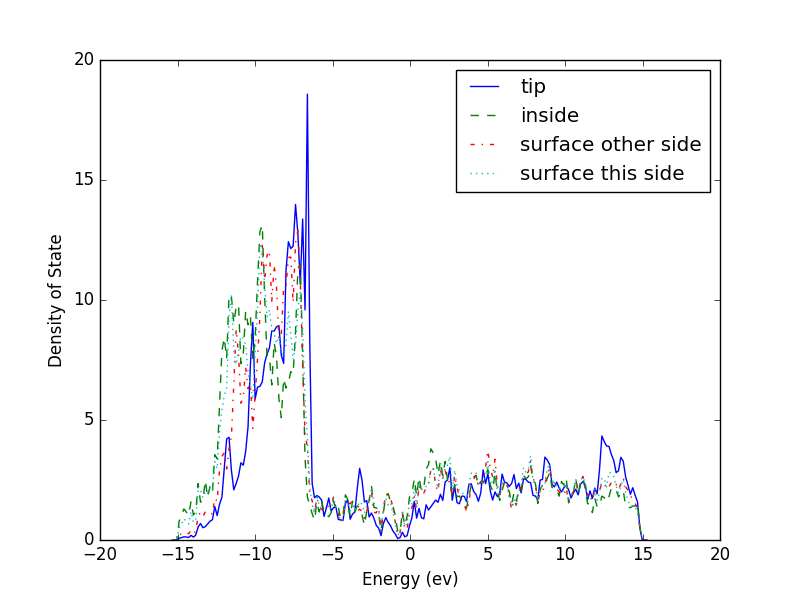 20
15
10
5
0
−20
−15
−10
−5
0
5
10
15
20
Density of State
Energy (ev)
tip
inside
surface other side
surface this side